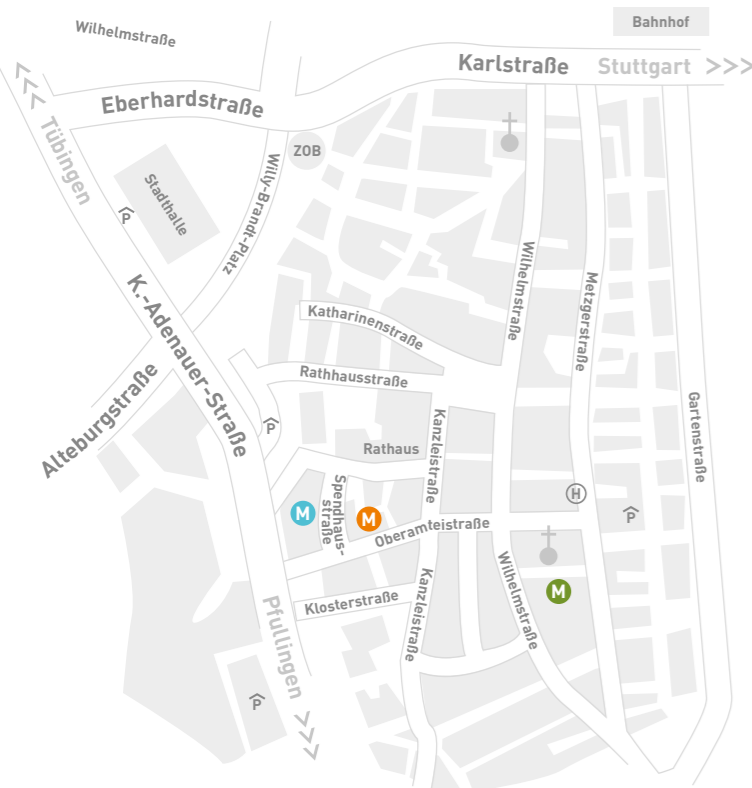 Bahnhof
Wilhelmstraße
Karlstraße
Stuttgart >>>
Eberhardstraße
<<< Tübingen
ZOB
Stadthalle
P
Willy-Brandt-Platz
Wilhelmstraße
Metzgerstraße
K.-Adenauer-Straße
Katharinenstraße
Rathhausstraße
Alteburgstraße
Gartenstraße
P
Kanzleistraße
Rathaus
Spendhaus-
straße
H
M
M
P
Oberamteistraße
Wilhelmstraße
M
Klosterstraße
Kanzleistraße
Pfullingen >>>
P